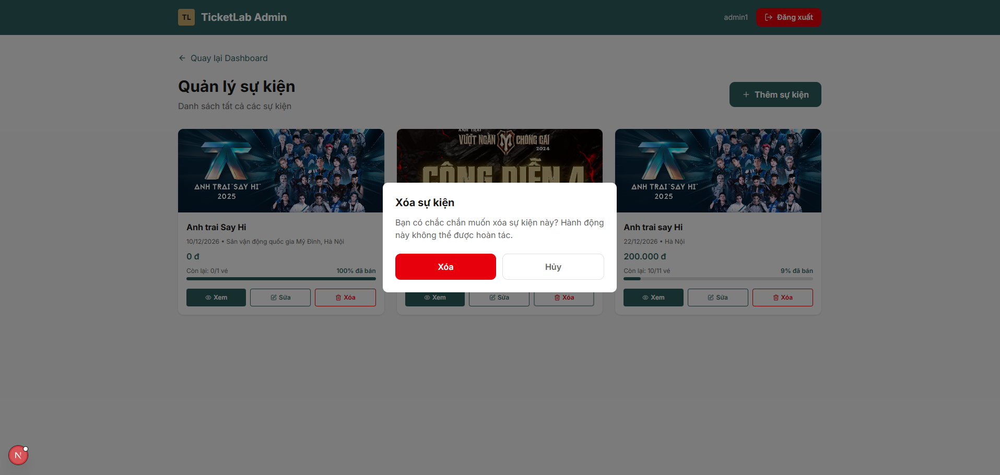 TL TicketLab Admin
admin1
Đăng xuất
Quay lại Dashboard
Quản lý sự kiện
Danh sách tất cả các sự kiện
Thêm sự kiện
ANH TRAI "SAY HI"
2025
ANH TRAI
VƯỢT NGÀN CHÔNG GAI
2024
CÔNG DIỄN 4
ANH TRAI "SAY HI"
2025
Xóa sự kiện
Bạn có chắc chắn muốn xóa sự kiện này? Hành động
này không thể được hoàn tác.
Xóa
Hủy
Anh trai Say Hi
10/12/2026 • Sân vận động quốc gia Mỹ Đình, Hà Nội
0 đ
Còn lại: 0/1 vé
100% đã bán
Xem
Sửa
Xóa
Xem
Sửa
Xóa
Anh trai say Hi
22/12/2026 • Hà Nội
200.000 đ
Còn lại: 10/11 vé
9% đã bán
Xem
Sửa
Xóa
N